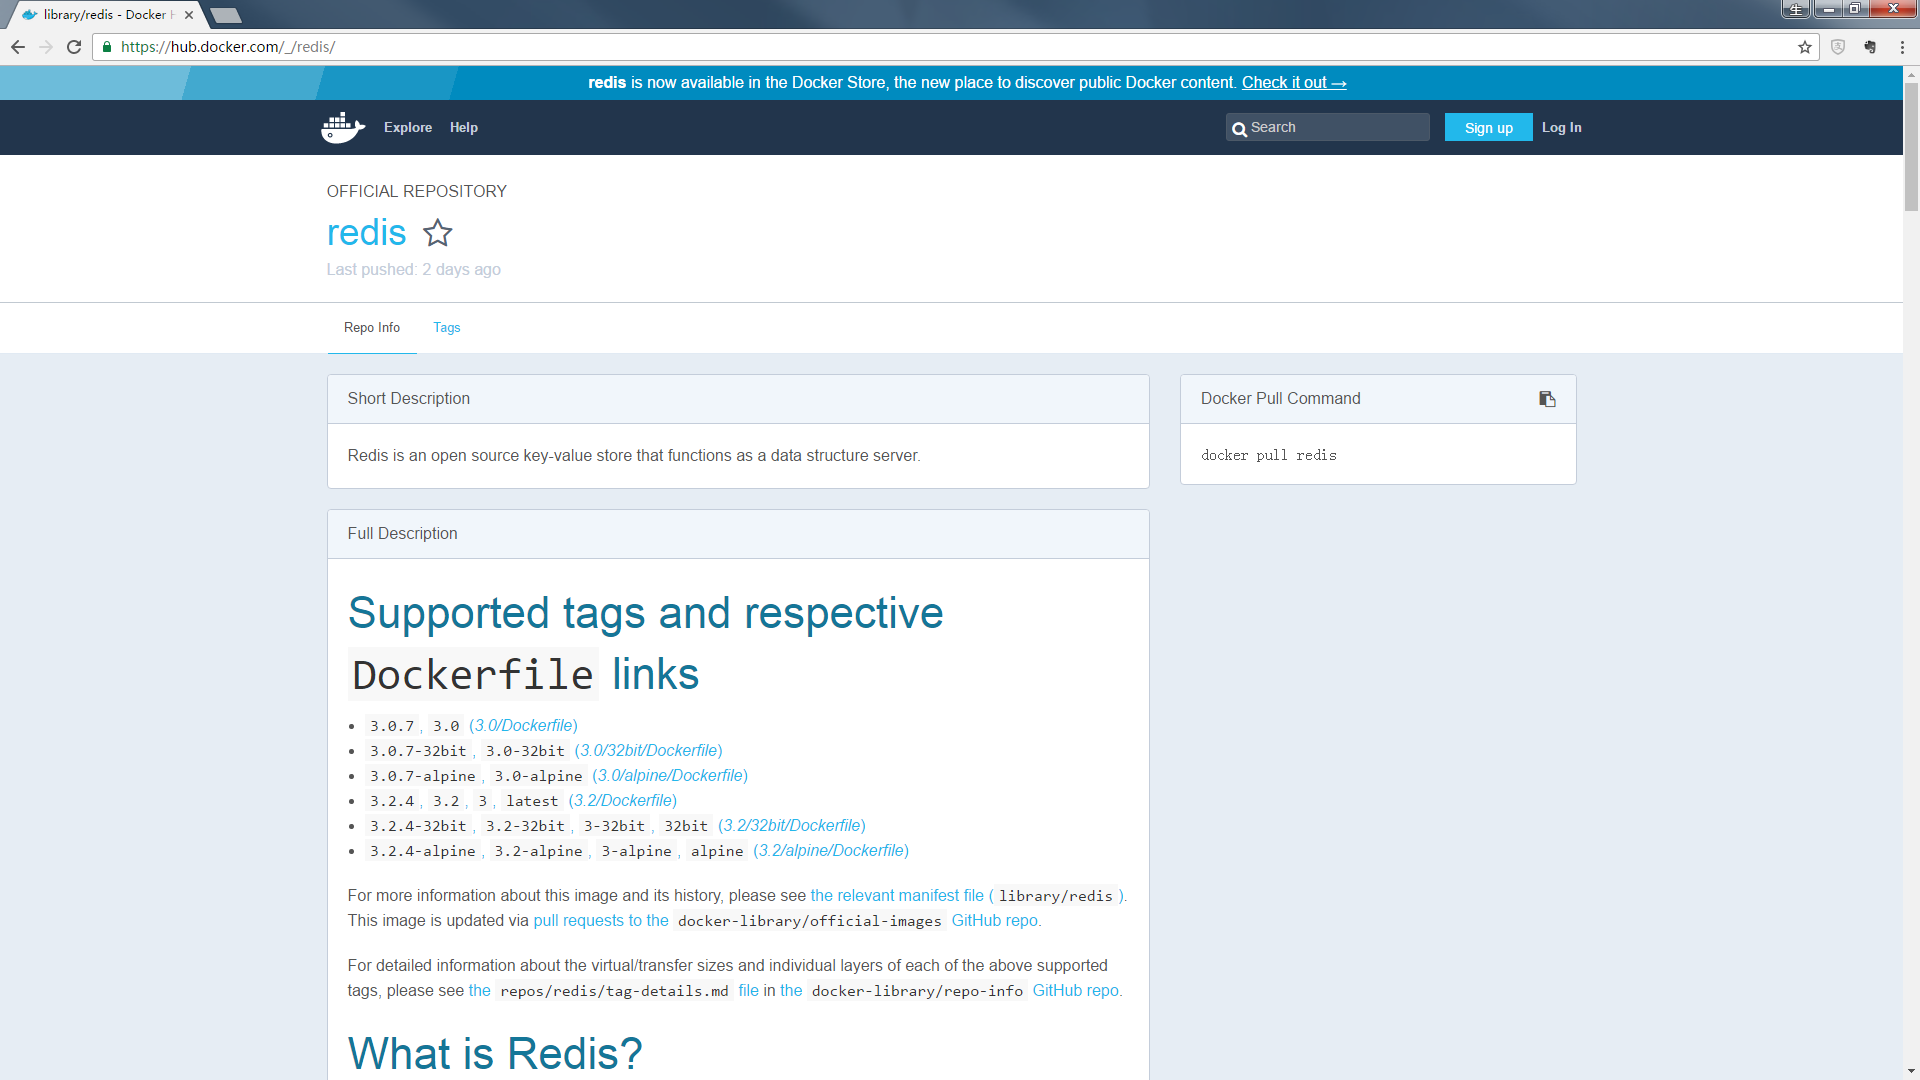 library/redis - Docker H
生
https://hub.docker.com/_/redis/
redis is now available in the Docker Store, the new place to discover public Docker content. Check it out →
Explore Help Search Sign up Log In
OFFICIAL REPOSITORY
redis
Last pushed: 2 days ago
Repo Info Tags
Short Description
Redis is an open source key-value store that functions as a data structure server.
Docker Pull Command
docker pull redis
Full Description
Supported tags and respective
Dockerfile links
• 3.0.7, 3.0 (3.0/Dockerfile)
• 3.0.7-32bit, 3.0-32bit (3.0/32bit/Dockerfile)
• 3.0.7-alpine, 3.0-alpine (3.0/alpine/Dockerfile)
• 3.2.4, 3.2, 3, latest (3.2/Dockerfile)
• 3.2.4-32bit, 3.2-32bit, 3-32bit, 32bit (3.2/32bit/Dockerfile)
• 3.2.4-alpine, 3.2-alpine, 3-alpine, alpine (3.2/alpine/Dockerfile)
For more information about this image and its history, please see the relevant manifest file ( library/redis ).
This image is updated via pull requests to the docker-library/official-images GitHub repo.
For detailed information about the virtual/transfer sizes and individual layers of each of the above supported
tags, please see the repos/redis/tag-details.md file in the docker-library/repo-info GitHub repo.
What is Redis?